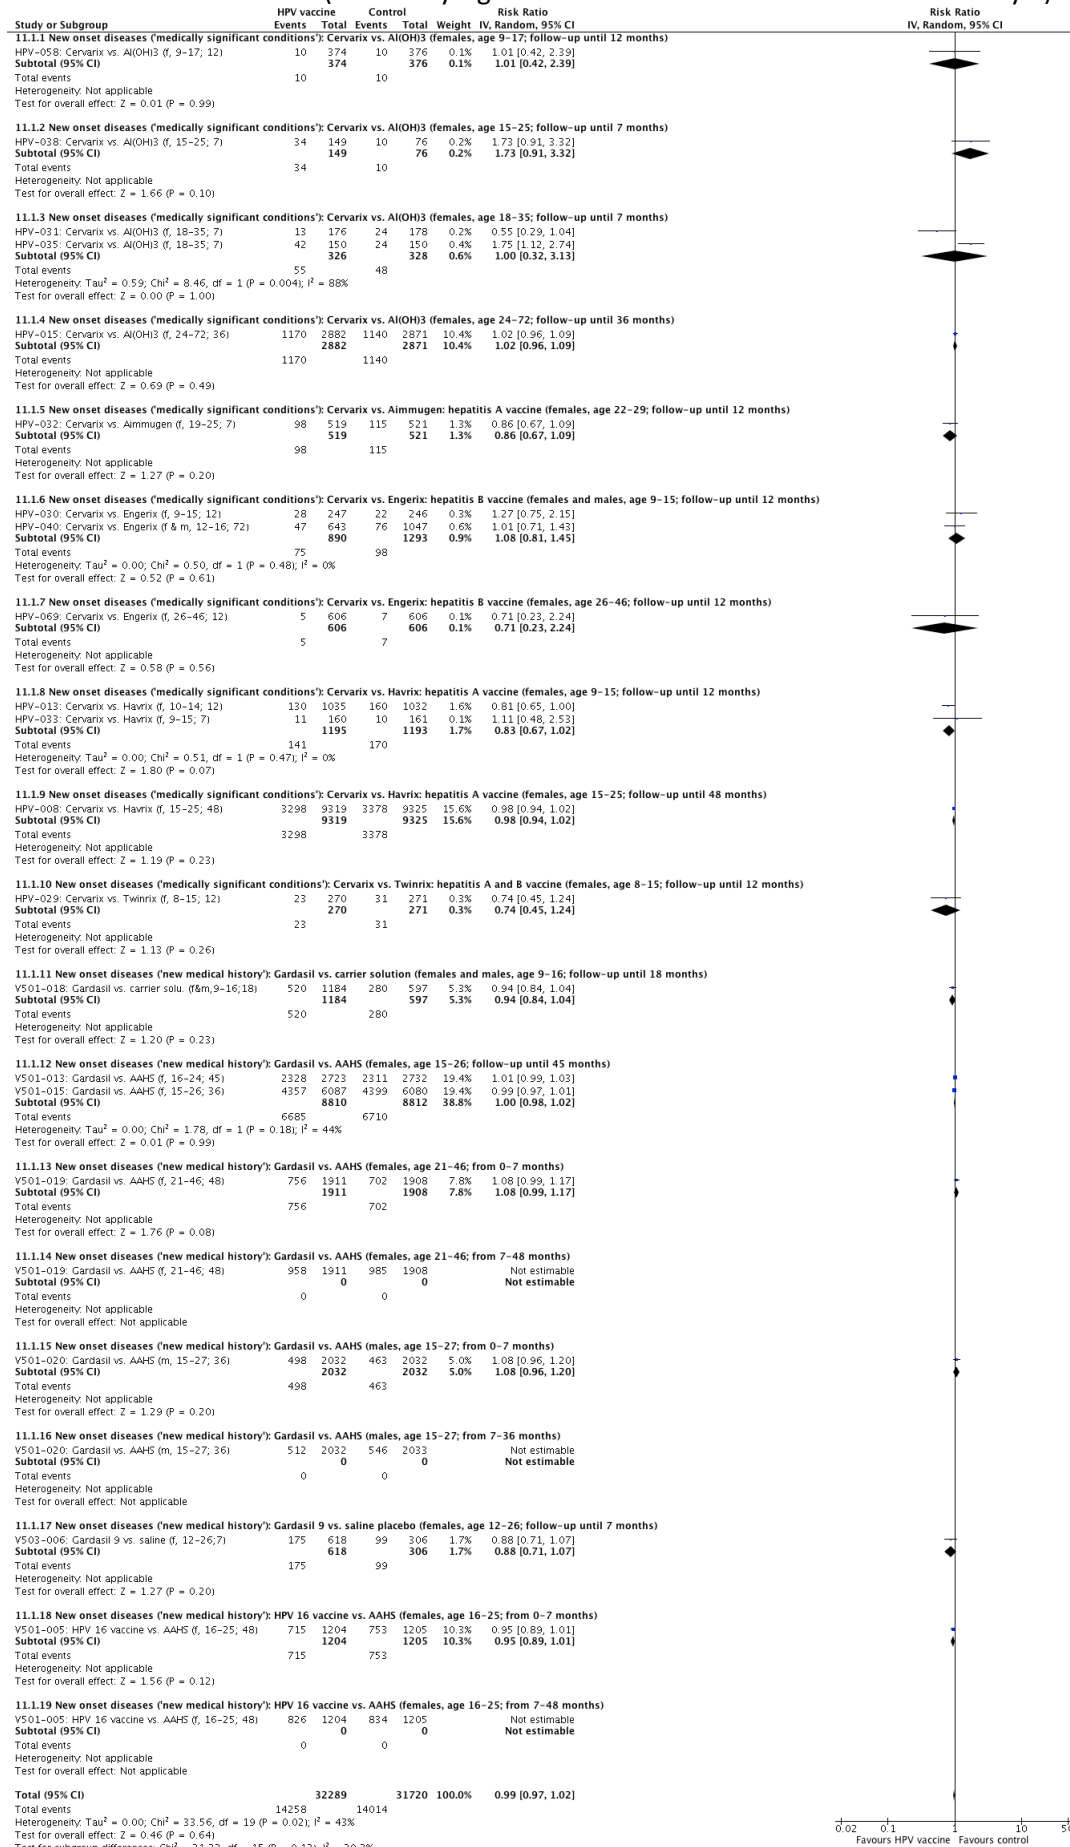 HPV vaccine Control Risk Ratio Risk Ratio
Study or Subgroup Events Total Events Total Weight IV, Random, 95% CI IV, Random, 95% CI
11.1.1 New onset diseases ('medically significant conditions'): Cervarix vs. Al(OH)3 (females, age 9-17; follow-up until 12 months)
HPV-058: Cervarix vs. Al(OH)3 (f, 9-17; 12) 10 374 10 376 0.1% 1.01 [0.42, 2.39]
Subtotal (95% CI) 374 376 0.1% 1.01 [0.42, 2.39]
Total events 10 10
Heterogeneity: Not applicable
Test for overall effect: Z = 0.01 (P = 0.99)
11.1.2 New onset diseases ('medically significant conditions'): Cervarix vs. Al(OH)3 (females, age 15-25; follow-up until 7 months)
HPV-038: Cervarix vs. Al(OH)3 (f, 15-25; 7) 34 149 10 76 0.2% 1.73 [0.91, 3.32]
Subtotal (95% CI) 149 76 0.2% 1.73 [0.91, 3.32]
Total events 34 10
Heterogeneity: Not applicable
Test for overall effect: Z = 1.66 (P = 0.10)
11.1.3 New onset diseases ('medically significant conditions'): Cervarix vs. Al(OH)3 (females, age 18-35; follow-up until 7 months)
HPV-031: Cervarix vs. Al(OH)3 (f, 18-35; 7) 13 176 24 178 0.2% 0.55 [0.29, 1.04]
HPV-035: Cervarix vs. Al(OH)3 (f, 18-35; 7) 42 150 24 150 0.4% 1.75 [1.12, 2.74]
Subtotal (95% CI) 326 328 0.6% 1.00 [0.32, 3.13]
Total events 55 48
Heterogeneity: Tau² = 0.59; Chi² = 8.46, df = 1 (P = 0.004); I² = 88%
Test for overall effect: Z = 0.00 (P = 1.00)
11.1.4 New onset diseases ('medically significant conditions'): Cervarix vs. Al(OH)3 (females, age 24-72; follow-up until 36 months)
HPV-015: Cervarix vs. Al(OH)3 (f, 24-72; 36) 1170 2882 1140 2871 10.4% 1.02 [0.96, 1.09]
Subtotal (95% CI) 2882 2871 10.4% 1.02 [0.96, 1.09]
Total events 1170 1140
Heterogeneity: Not applicable
Test for overall effect: Z = 0.69 (P = 0.49)
11.1.5 New onset diseases ('medically significant conditions'): Cervarix vs. Aimmugen: hepatitis A vaccine (females, age 22-29; follow-up until 12 months)
HPV-032: Cervarix vs. Aimmugen (f, 19-25; 7) 98 519 115 521 1.3% 0.86 [0.67, 1.09]
Subtotal (95% CI) 519 521 1.3% 0.86 [0.67, 1.09]
Total events 98 115
Heterogeneity: Not applicable
Test for overall effect: Z = 1.27 (P = 0.20)
11.1.6 New onset diseases ('medically significant conditions'): Cervarix vs. Engerix: hepatitis B vaccine (females and males, age 9-15; follow-up until 12 months)
HPV-030: Cervarix vs. Engerix (f, 9-15; 12) 28 247 22 246 0.3% 1.27 [0.75, 2.15]
HPV-040: Cervarix vs. Engerix (f & m, 12-16; 72) 47 643 76 1047 0.6% 1.01 [0.71, 1.43]
Subtotal (95% CI) 890 1293 0.9% 1.08 [0.81, 1.45]
Total events 75 98
Heterogeneity: Tau² = 0.00; Chi² = 0.50, df = 1 (P = 0.48); I² = 0%
Test for overall effect: Z = 0.52 (P = 0.61)
11.1.7 New onset diseases ('medically significant conditions'): Cervarix vs. Engerix: hepatitis B vaccine (females, age 26-46; follow-up until 12 months)
HPV-069: Cervarix vs. Engerix (f, 26-46; 12) 5 606 7 606 0.1% 0.71 [0.23, 2.24]
Subtotal (95% CI) 606 606 0.1% 0.71 [0.23, 2.24]
Total events 5 7
Heterogeneity: Not applicable
Test for overall effect: Z = 0.58 (P = 0.56)
11.1.8 New onset diseases ('medically significant conditions'): Cervarix vs. Havrix: hepatitis A vaccine (females, age 9-15; follow-up until 12 months)
HPV-013: Cervarix vs. Havrix (f, 10-14; 12) 130 1035 160 1032 1.6% 0.81 [0.65, 1.00]
HPV-033: Cervarix vs. Havrix (f, 9-15; 7) 11 160 10 161 0.1% 1.11 [0.48, 2.53]
Subtotal (95% CI) 1195 1193 1.7% 0.83 [0.67, 1.02]
Total events 141 170
Heterogeneity: Tau² = 0.00; Chi² = 0.51, df = 1 (P = 0.47); I² = 0%
Test for overall effect: Z = 1.80 (P = 0.07)
11.1.9 New onset diseases ('medically significant conditions'): Cervarix vs. Havrix: hepatitis A vaccine (females, age 15-25; follow-up until 48 months)
HPV-008: Cervarix vs. Havrix (f, 15-25; 48) 3298 9319 3378 9325 15.6% 0.98 [0.94, 1.02]
Subtotal (95% CI) 9319 9325 15.6% 0.98 [0.94, 1.02]
Total events 3298 3378
Heterogeneity: Not applicable
Test for overall effect: Z = 1.19 (P = 0.23)
11.1.10 New onset diseases ('medically significant conditions'): Cervarix vs. Twinrix: hepatitis A and B vaccine (females, age 8-15; follow-up until 12 months)
HPV-029: Cervarix vs. Twinrix (f, 8-15; 12) 23 270 31 271 0.3% 0.74 [0.45, 1.24]
Subtotal (95% CI) 270 271 0.3% 0.74 [0.45, 1.24]
Total events 23 31
Heterogeneity: Not applicable
Test for overall effect: Z = 1.13 (P = 0.26)
11.1.11 New onset diseases ('new medical history'): Gardasil vs. carrier solution (females and males, age 9-16; follow-up until 18 months)
V501-018: Gardasil vs. carrier solu. (f&m,9-16;18) 520 1184 280 597 5.3% 0.94 [0.84, 1.04]
Subtotal (95% CI) 1184 597 5.3% 0.94 [0.84, 1.04]
Total events 520 280
Heterogeneity: Not applicable
Test for overall effect: Z = 1.20 (P = 0.23)
11.1.12 New onset diseases ('new medical history'): Gardasil vs. AAHS (females, age 15-26; follow-up until 45 months)
V501-013: Gardasil vs. AAHS (f, 16-24; 45) 2328 2723 2311 2732 19.4% 1.01 [0.99, 1.03]
V501-015: Gardasil vs. AAHS (f, 15-26; 36) 4357 6087 4399 6080 19.4% 0.99 [0.97, 1.01]
Subtotal (95% CI) 8810 8812 38.8% 1.00 [0.98, 1.02]
Total events 6685 6710
Heterogeneity: Tau² = 0.00; Chi² = 1.78, df = 1 (P = 0.18); I² = 44%
Test for overall effect: Z = 0.01 (P = 0.99)
11.1.13 New onset diseases ('new medical history'): Gardasil vs. AAHS (females, age 21-46; from 0-7 months)
V501-019: Gardasil vs. AAHS (f, 21-46; 48) 756 1911 702 1908 7.8% 1.08 [0.99, 1.17]
Subtotal (95% CI) 1911 1908 7.8% 1.08 [0.99, 1.17]
Total events 756 702
Heterogeneity: Not applicable
Test for overall effect: Z = 1.76 (P = 0.08)
11.1.14 New onset diseases ('new medical history'): Gardasil vs. AAHS (females, age 21-46; from 7-48 months)
V501-019: Gardasil vs. AAHS (f, 21-46; 48) 958 1911 985 1908 Not estimable
Subtotal (95% CI) 0 0 Not estimable
Total events 0 0
Heterogeneity: Not applicable
Test for overall effect: Not applicable
11.1.15 New onset diseases ('new medical history'): Gardasil vs. AAHS (males, age 15-27; from 0-7 months)
V501-020: Gardasil vs. AAHS (m, 15-27; 36) 498 2032 463 2032 5.0% 1.08 [0.96, 1.20]
Subtotal (95% CI) 2032 2032 5.0% 1.08 [0.96, 1.20]
Total events 498 463
Heterogeneity: Not applicable
Test for overall effect: Z = 1.29 (P = 0.20)
11.1.16 New onset diseases ('new medical history'): Gardasil vs. AAHS (males, age 15-27; from 7-36 months)
V501-020: Gardasil vs. AAHS (m, 15-27; 36) 512 2032 546 2033 Not estimable
Subtotal (95% CI) 0 0 Not estimable
Total events 0 0
Heterogeneity: Not applicable
Test for overall effect: Not applicable
11.1.17 New onset diseases ('new medical history'): Gardasil 9 vs. saline placebo (females, age 12-26; follow-up until 7 months)
V503-006: Gardasil 9 vs. saline (f, 12-26;7) 175 618 99 306 1.7% 0.88 [0.71, 1.07]
Subtotal (95% CI) 618 306 1.7% 0.88 [0.71, 1.07]
Total events 175 99
Heterogeneity: Not applicable
Test for overall effect: Z = 1.27 (P = 0.20)
11.1.18 New onset diseases ('new medical history'): HPV 16 vaccine vs. AAHS (females, age 16-25; from 0-7 months)
V501-005: HPV 16 vaccine vs. AAHS (f, 16-25; 48) 715 1204 753 1205 10.3% 0.95 [0.89, 1.01]
Subtotal (95% CI) 1204 1205 10.3% 0.95 [0.89, 1.01]
Total events 715 753
Heterogeneity: Not applicable
Test for overall effect: Z = 1.56 (P = 0.12)
11.1.19 New onset diseases ('new medical history'): HPV 16 vaccine vs. AAHS (females, age 16-25; from 7-48 months)
V501-005: HPV 16 vaccine vs. AAHS (f, 16-25; 48) 826 1204 834 1205 Not estimable
Subtotal (95% CI) 0 0 Not estimable
Total events 0 0
Heterogeneity: Not applicable
Test for overall effect: Not applicable
Total (95% CI) 32289 31720 100.0% 0.99 [0.97, 1.02]
Total events 14258 14014
Heterogeneity: Tau² = 0.00; Chi² = 33.56, df = 19 (P = 0.02); I² = 43%
0.02 0.1 1 10
Test for overall effect: Z = 0.46 (P = 0.64)
Favours HPV vaccine Favours control